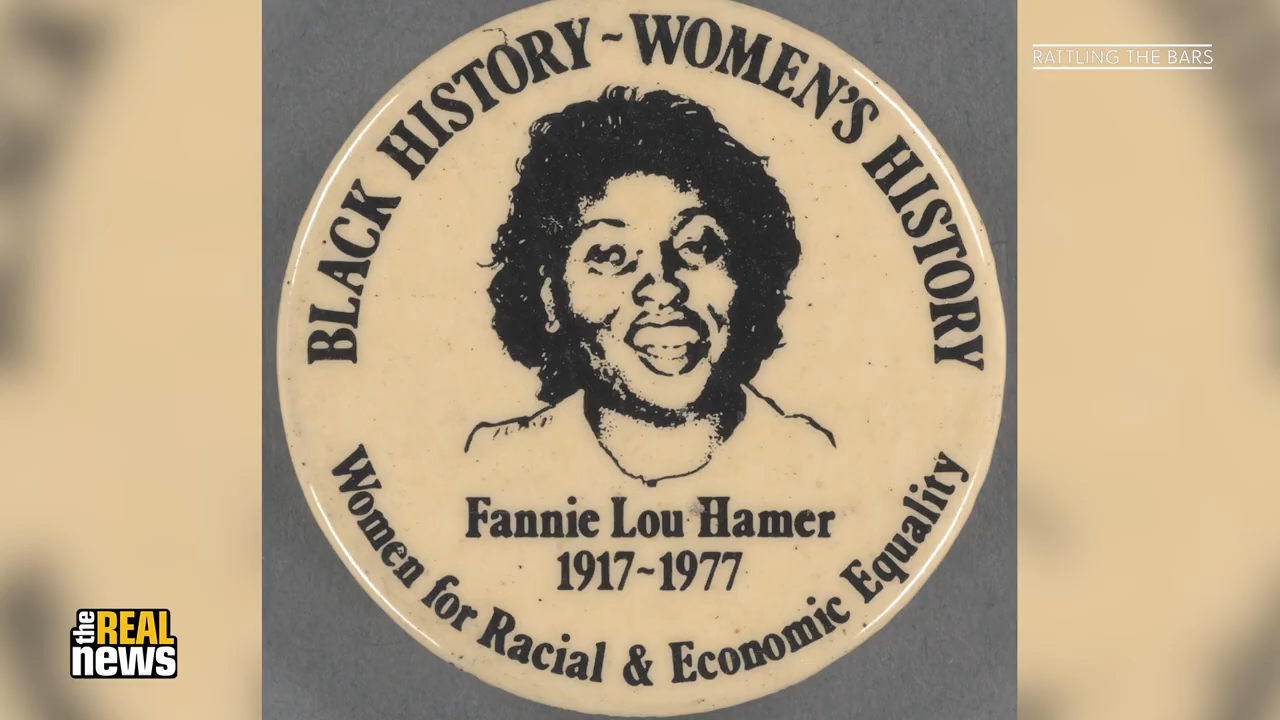 BLACK HISTORY ~ WOMEN'S HISTORY
RATTLING THE BARS
Fannie Lou Hamer
1917~1977
Women for Racial & Economic Equality
the REAL
news